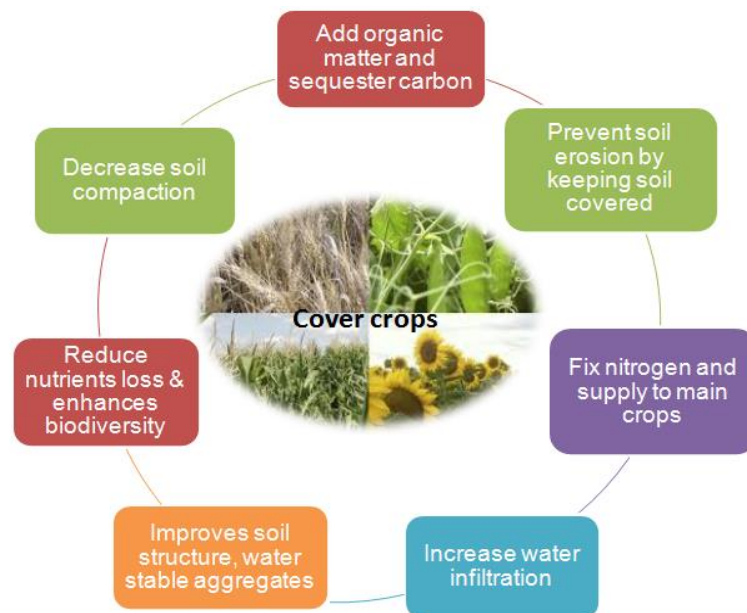 Add organic
matter and
sequester carbon
Prevent soil
erosion by
keeping soil
covered
Fix nitrogen and
supply to main
crops
Increase water
infiltration
Improves soil
structure, water
stable aggregates
Reduce
nutrients loss &
enhances
biodiversity
Decrease soil
compaction
Cover crops